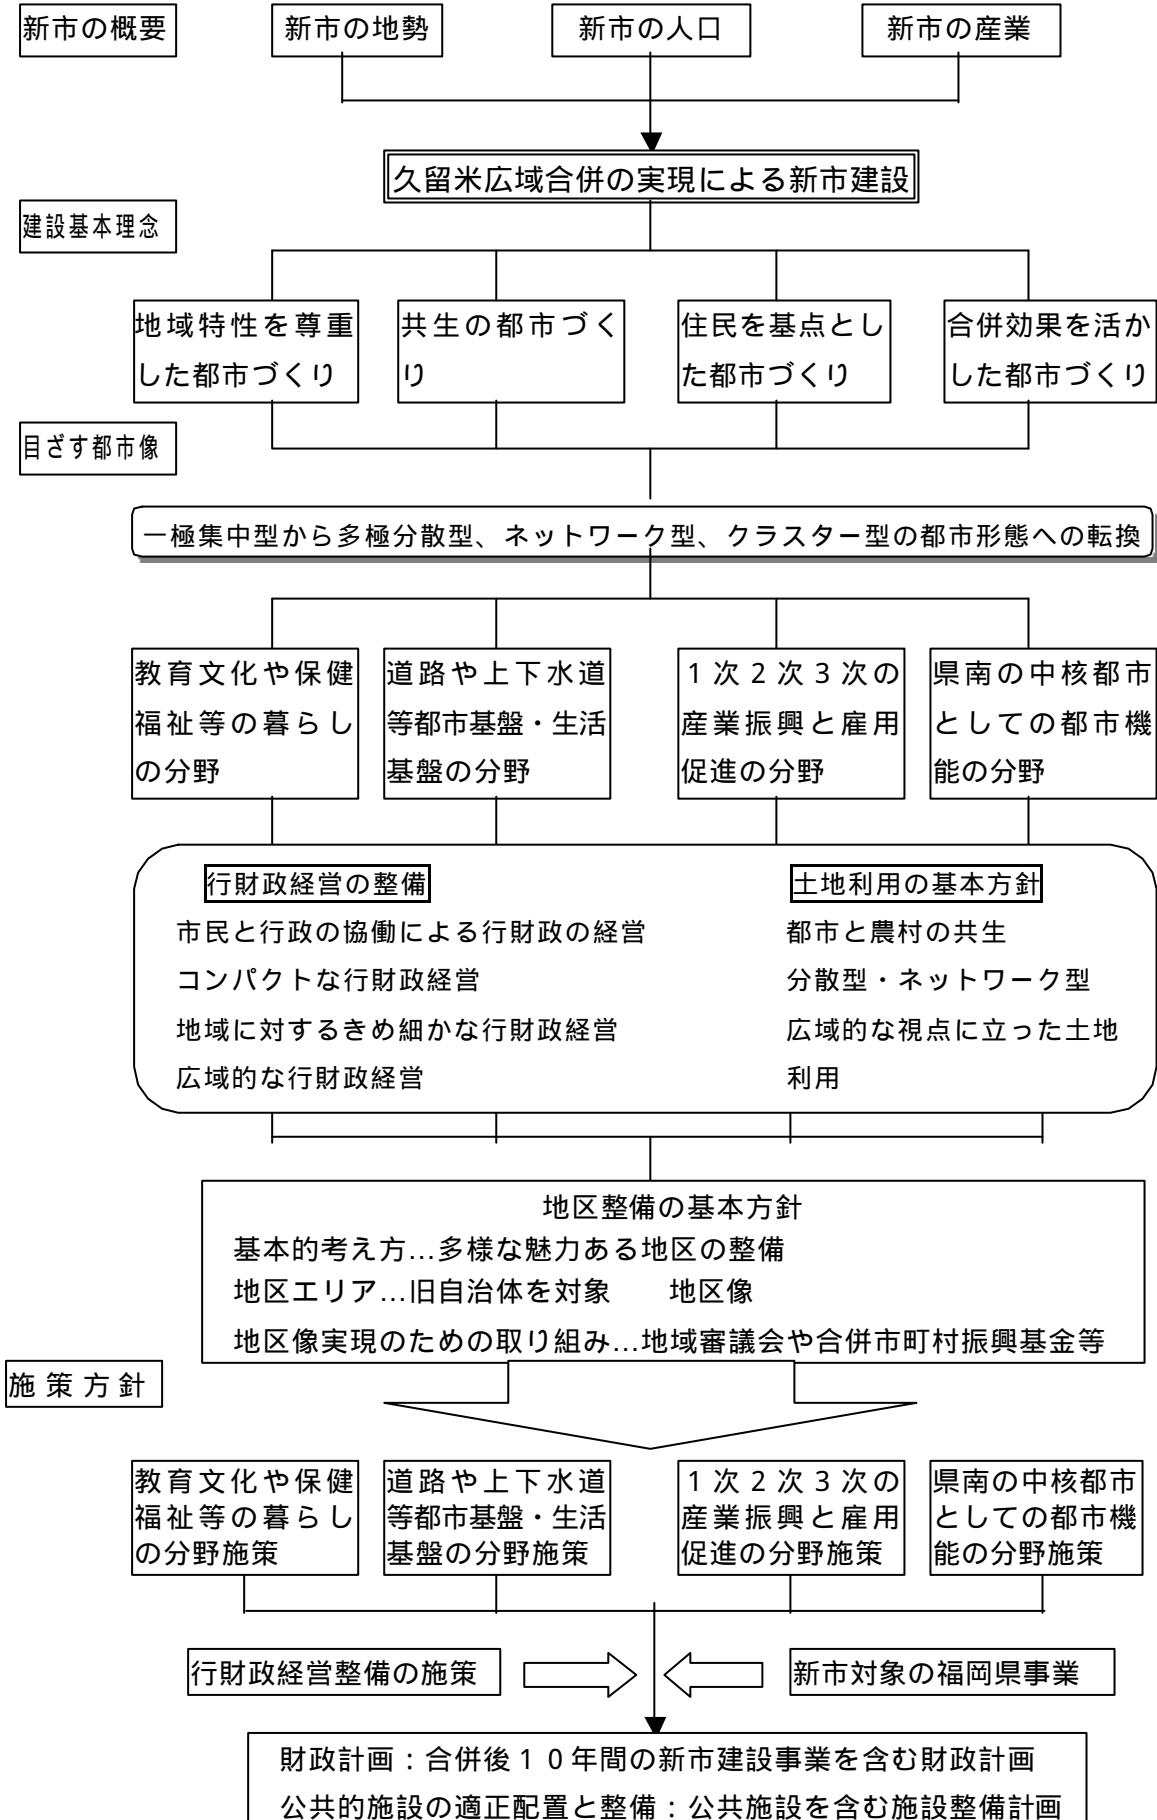 新市の概要
新市の地勢
新市の人口
新市の産業
久留米広域合併の実現による新市建設
建設基本理念
地域特性を尊重
した都市づくり
共生の都市づく
り
住民を基点とし
た都市づくり
合併効果を活か
した都市づくり
目ざす都市像
一極集中型から多極分散型、ネットワーク型、クラスター型の都市形態への転換
教育文化や保健
福祉等の暮らし
の分野
道路や上下水道
等都市基盤・生活
基盤の分野
１次２次３次の
産業振興と雇用
促進の分野
県南の中核都市
としての都市機
能の分野
行財政経営の整備
市民と行政の協働による行財政の経営
コンパクトな行財政経営
地域に対するきめ細かな行財政経営
広域的な行財政経営
土地利用の基本方針
都市と農村の共生
分散型・ネットワーク型
広域的な視点に立った土地
利用
地区整備の基本方針
基本的考え方…多様な魅力ある地区の整備
地区エリア…旧自治体を対象　　地区像
地区像実現のための取り組み…地域審議会や合併市町村振興基金等
施策方針
教育文化や保健
福祉等の暮らし
の分野施策
道路や上下水道
等都市基盤・生活
基盤の分野施策
１次２次３次の
産業振興と雇用
促進の分野施策
県南の中核都市
としての都市機
能の分野施策
行財政経営整備の施策
新市対象の福岡県事業
財政計画：合併後１０年間の新市建設事業を含む財政計画
公共的施設の適正配置と整備：公共施設を含む施設整備計画